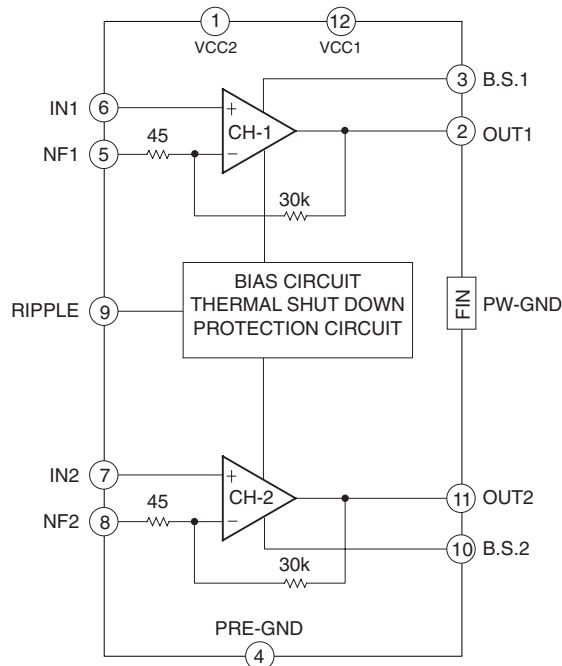 1
12
VCC2
VCC1
3
B.S.1
IN1
6
+
CH-1
2
OUT1
45
NF1
5
−
30k
BIAS CIRCUIT
THERMAL SHUT DOWN
PROTECTION CIRCUIT
RIPPLE
9
FIN
PW-GND
IN2
7
+
CH-2
11
OUT2
45
NF2
8
−
10
B.S.2
30k
PRE-GND
4